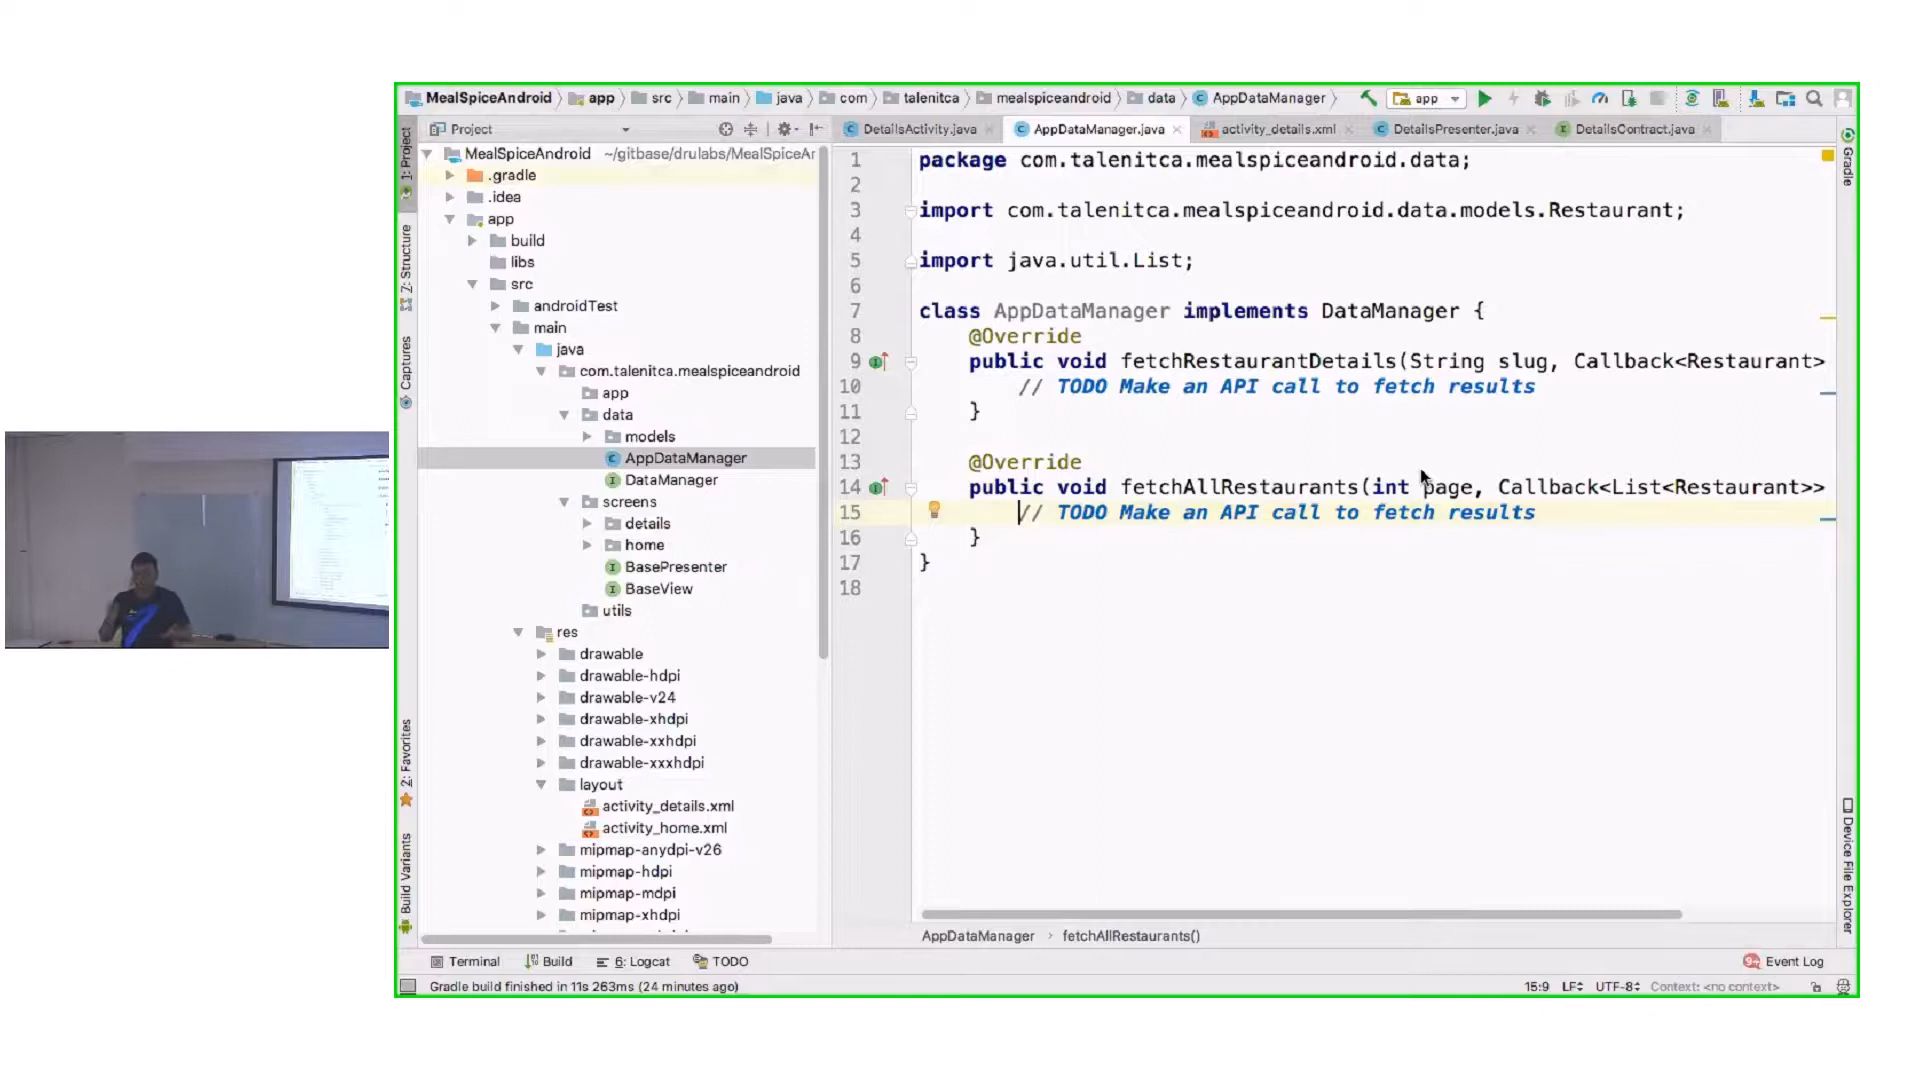 MealSpiceAndroid app src main java com talenitca mealspiceandroid data AppDataManager app
1: Project
Project
DetailsActivity.java AppDataManager.java activity_details.xml DetailsPresenter.java DetailsContract.java
MealSpiceAndroid ~/gitbase/drulabs/MealSpiceAr
.gradle
.idea
app
build
libs
src
androidTest
main
java
com.talenitca.mealspiceandroid
app
data
models
AppDataManager
DataManager
screens
details
home
BasePresenter
BaseView
utils
res
drawable
drawable-hdpi
drawable-v24
drawable-xhdpi
drawable-xxhdpi
drawable-xxxhdpi
layout
activity_details.xml
activity_home.xml
mipmap-anydpi-v26
mipmap-hdpi
mipmap-mdpi
mipmap-xhdpi
7: Structure
Captures
2: Favorites
Build Variants
1 package com.talenitca.mealspiceandroid.data;
2
3 import com.talenitca.mealspiceandroid.data.models.Restaurant;
4
5 import java.util.List;
6
7 class AppDataManager implements DataManager {
8 @Override
9 public void fetchRestaurantDetails(String slug, Callback<Restaurant>
10 // TODO Make an API call to fetch results
11 }
12
13 @Override
14 public void fetchAllRestaurants(int page, Callback<List<Restaurant>>
15 // TODO Make an API call to fetch results
16 }
17 }
18
Gradle
Device File Explorer
AppDataManager › fetchAllRestaurants()
Terminal Build 6: Logcat TODO Event Log
Gradle build finished in 11s 263ms (24 minutes ago) 15:9 LF UTF-8 Context: <no context>